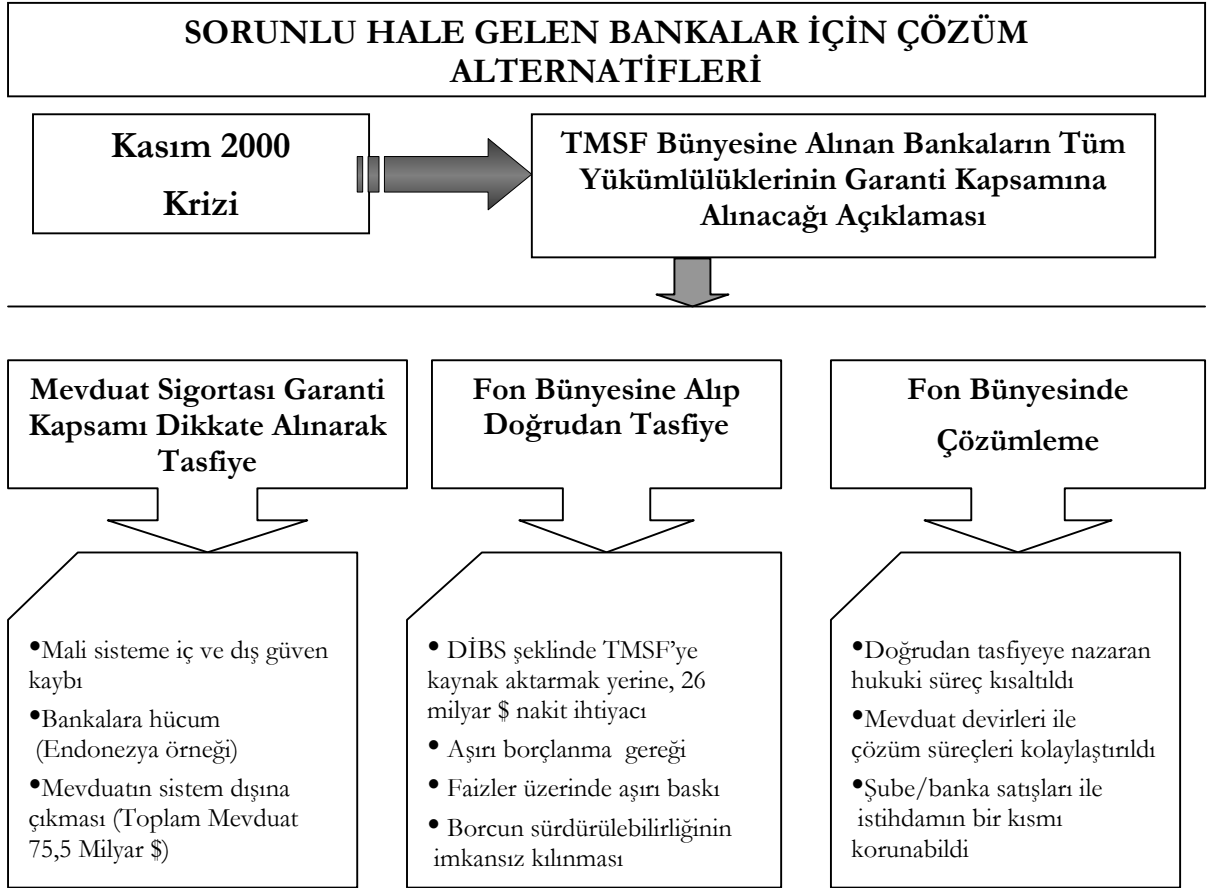 SORUNLU HALE GELEN BANKALAR İÇİN ÇÖZÜM
ALTERNATİFLERİ
Kasım 2000
Krizi
TMSF Bünyesine Alınan Bankaların Tüm
Yükümlülüklerinin Garanti Kapsamına
Alınacağı Açıklaması
Mevduat Sigortası Garanti
Kapsamı Dikkate Alınarak
Tasfiye
•Mali sisteme iç ve dış güven
kaybı
•Bankalara hücum
(Endonezya örneği)
•Mevduatın sistem dışına
çıkması (Toplam Mevduat
75,5 Milyar $)
Fon Bünyesine Alıp
Doğrudan Tasfiye
• DİBS şeklinde TMSF’ye
kaynak aktarmak yerine, 26
milyar $ nakit ihtiyacı
• Aşırı borçlanma gereği
• Faizler üzerinde aşırı baskı
• Borcun sürdürülebilirliğinin
imkansız kılınması
Fon Bünyesinde
Çözümleme
•Doğrudan tasfiyeye nazaran
hukuki süreç kısaltıldı
•Mevduat devirleri ile
çözüm süreçleri kolaylaştırıldı
•Şube/banka satışları ile
istihdamın bir kısmı
korunabildi